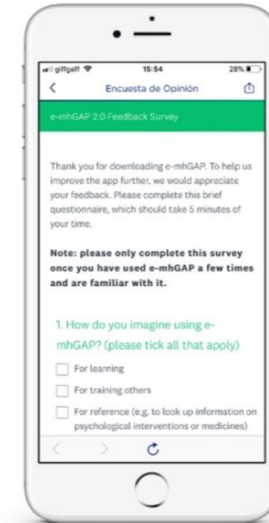 giffgaff 15:54 28%
Encuesta de Opinión
e-mhGAP 2.0 Feedback Survey
Thank you for downloading e-mhGAP. To help us
improve the app further, we would appreciate
your feedback. Please complete this brief
questionnaire, which should take 5 minutes of
your time.
Note: please only complete this survey
once you have used e-mhGAP a few times
and are familiar with it.
1. How do you imagine using e-
mhGAP? (please tick all that apply)
For learning
For training others
For reference (e.g. to look up information on
psychological interventions or medicines)